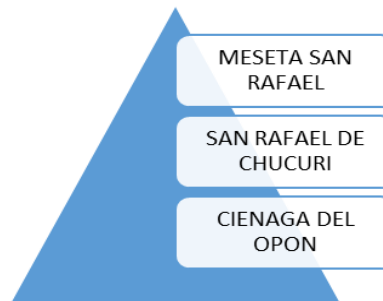 MESETA SAN
RAFAEL
SAN RAFAEL DE
CHUCURI
CIENAGA DEL
OPON